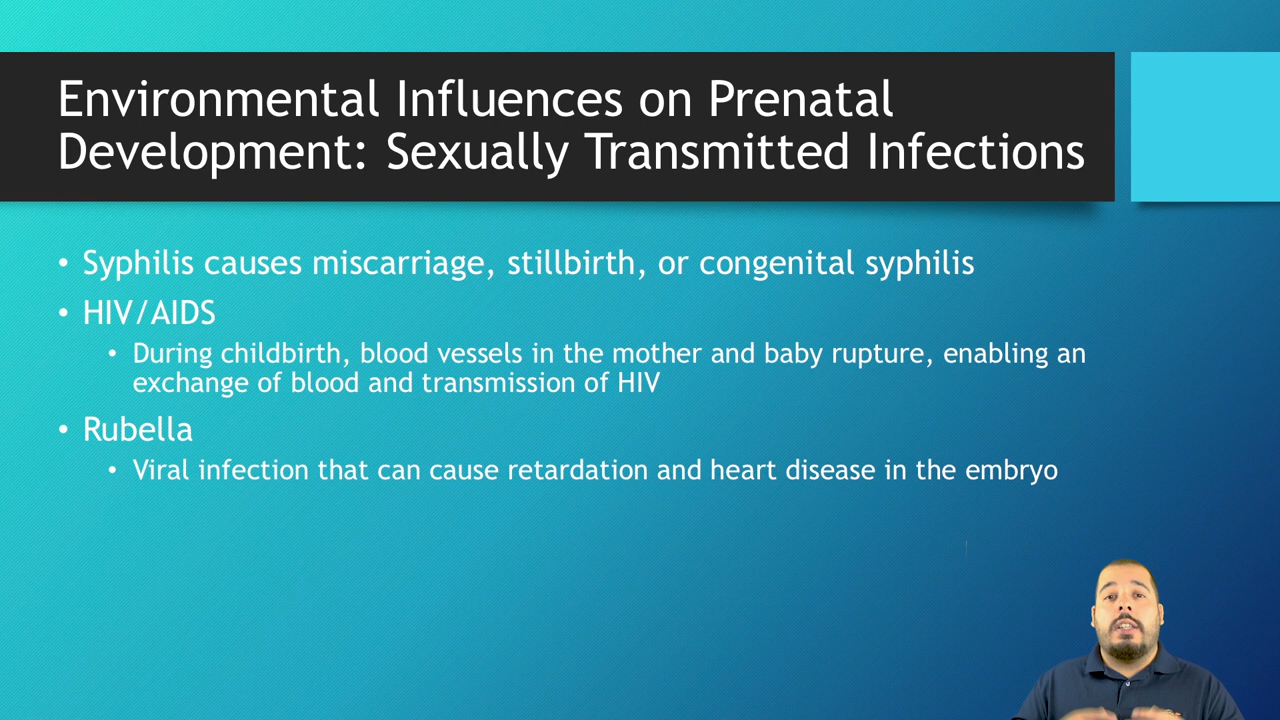 Environmental Influences on Prenatal
Development: Sexually Transmitted Infections
• Syphilis causes miscarriage, stillbirth, or congenital syphilis
• HIV/AIDS
• During childbirth, blood vessels in the mother and baby rupture, enabling an
exchange of blood and transmission of HIV
• Rubella
• Viral infection that can cause retardation and heart disease in the embryo